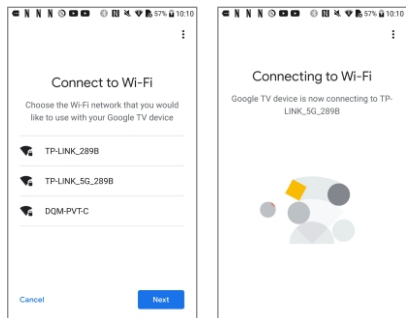 57% 10:10
Connect to Wi-Fi
Choose the Wi-Fi network that you would
like to use with your Google TV device
TP-LINK_289B
TP-LINK_5G_289B
DQM-PVT-C
Cancel
Next
57% 10:10
Connecting to Wi-Fi
Google TV device is now connecting to TP-
LINK_5G_289B